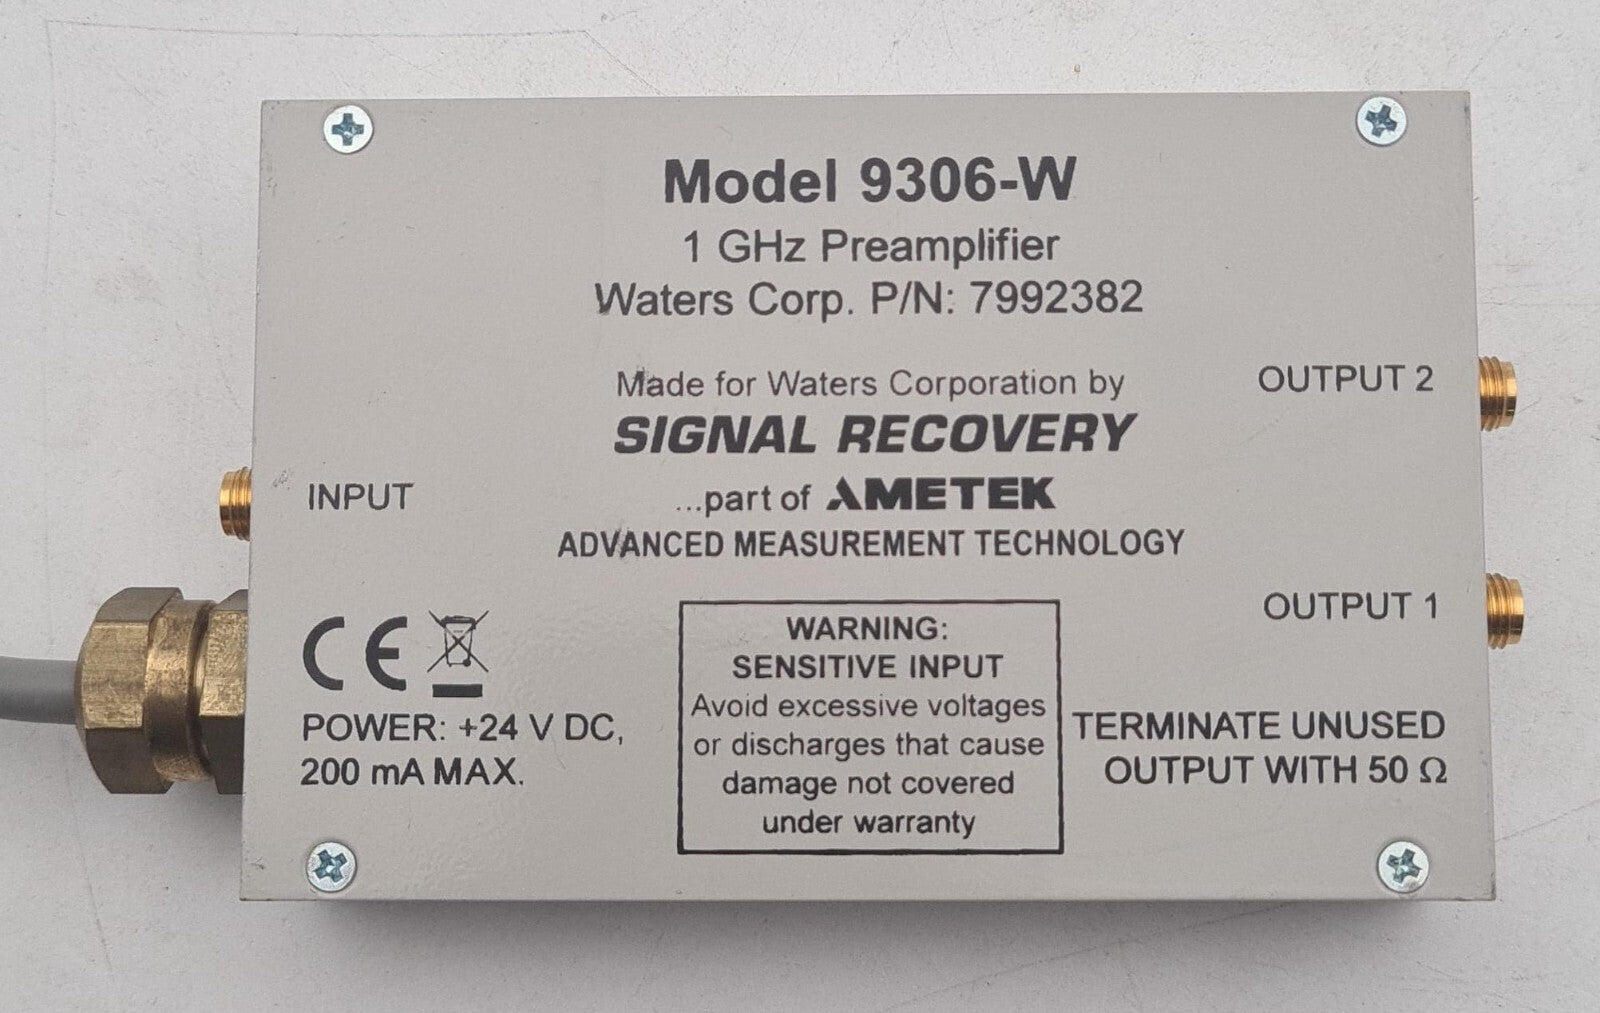 Model 9306-W
1 GHz Preamplifier
Waters Corp. P/N: 7992382
Made for Waters Corporation by
SIGNAL RECOVERY
...part of AMETEK
ADVANCED MEASUREMENT TECHNOLOGY
OUTPUT 2
INPUT
OUTPUT 1
CE
POWER: +24 V DC,
200 mA MAX.
WARNING:
SENSITIVE INPUT
Avoid excessive voltages
or discharges that cause
damage not covered
under warranty
TERMINATE UNUSED
OUTPUT WITH 50 Ω